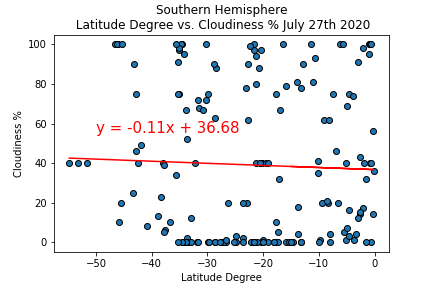 Southern Hemisphere
Latitude Degree vs. Cloudiness % July 27th 2020
100
80
60
40
20
0
Cloudiness %
y = -0.11x + 36.68
−50 −40 −30 −20 −10 0
Latitude Degree